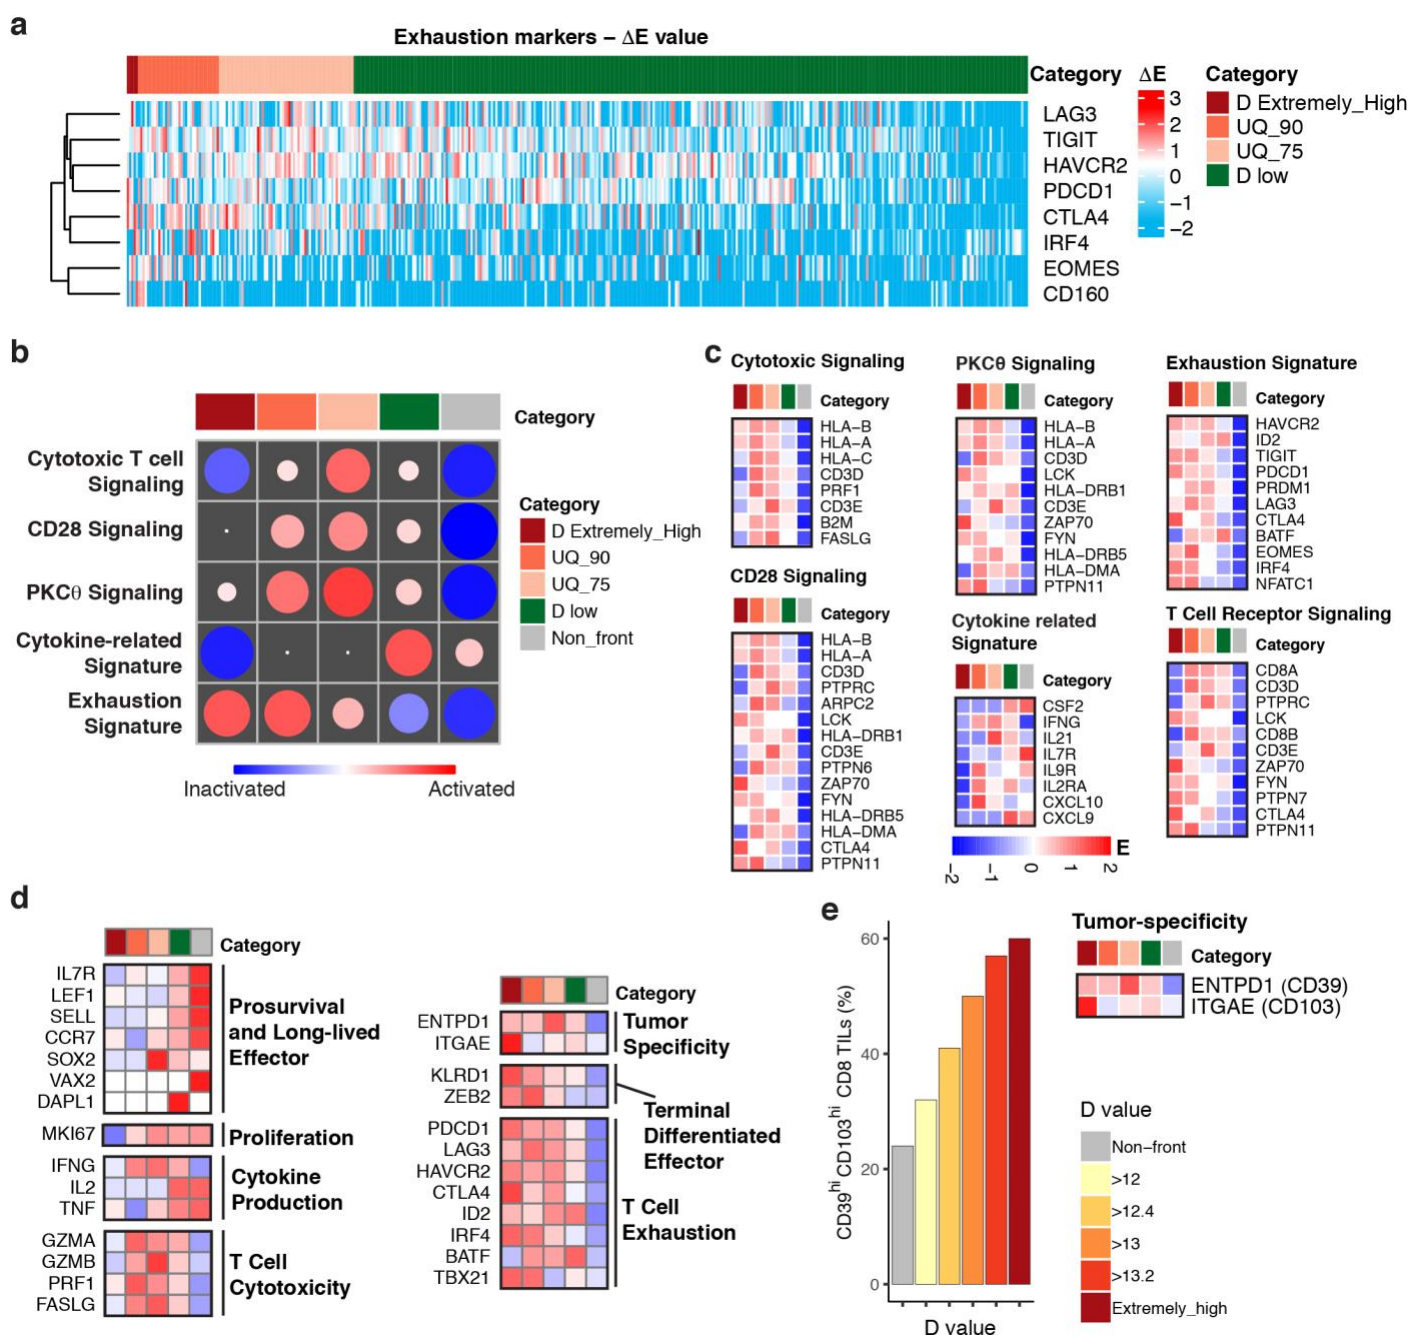 a
Exhaustion markers – ΔE value
Category
ΔE
3
2
1
0
−1
−2
Category
D Extremely_High
UQ_90
UQ_75
D low
LAG3
TIGIT
HAVCR2
PDCD1
CTLA4
IRF4
EOMES
CD160
b
Category
Cytotoxic T cell
Signaling
CD28 Signaling
PKCθ Signaling
Cytokine-related
Signature
Exhaustion
Signature
Inactivated
Activated
Category
D Extremely_High
UQ_90
UQ_75
D low
Non_front
c
Cytotoxic Signaling
Category
HLA−B
HLA−A
HLA−C
CD3D
PRF1
CD3E
B2M
FASLG
CD28 Signaling
Category
HLA−B
HLA−A
CD3D
PTPRC
ARPC2
LCK
HLA−DRB1
CD3E
PTPN6
ZAP70
FYN
HLA−DRB5
HLA−DMA
CTLA4
PTPN11
PKCθ Signaling
Category
HLA−B
HLA−A
CD3D
LCK
HLA−DRB1
CD3E
ZAP70
FYN
HLA−DRB5
HLA−DMA
PTPN11
Cytokine related
Signature
Category
CSF2
IFNG
IL21
IL7R
IL9R
IL2RA
CXCL10
CXCL9
E
−2
−1
0
1
2
Exhaustion Signature
Category
HAVCR2
ID2
TIGIT
PDCD1
PRDM1
LAG3
CTLA4
BATF
EOMES
IRF4
NFATC1
T Cell Receptor Signaling
Category
CD8A
CD3D
PTPRC
LCK
CD8B
CD3E
ZAP70
FYN
PTPN7
CTLA4
PTPN11
d
Category
IL7R
LEF1
SELL
CCR7
SOX2
VAX2
DAPL1
Prosurvival
and Long-lived
Effector
MKI67
Proliferation
IFNG
IL2
TNF
Cytokine
Production
GZMA
GZMB
PRF1
FASLG
T Cell
Cytotoxicity
Category
ENTPD1
ITGAE
Tumor
Specificity
KLRD1
ZEB2
Terminal
Differentiated
Effector
PDCD1
LAG3
HAVCR2
CTLA4
ID2
IRF4
BATF
TBX21
T Cell
Exhaustion
e
CD39hi CD103hi CD8 TILs (%)
60
40
20
0
D value
Tumor-specificity
Category
ENTPD1 (CD39)
ITGAE (CD103)
D value
Non−front
>12
>12.4
>13
>13.2
Extremely_high